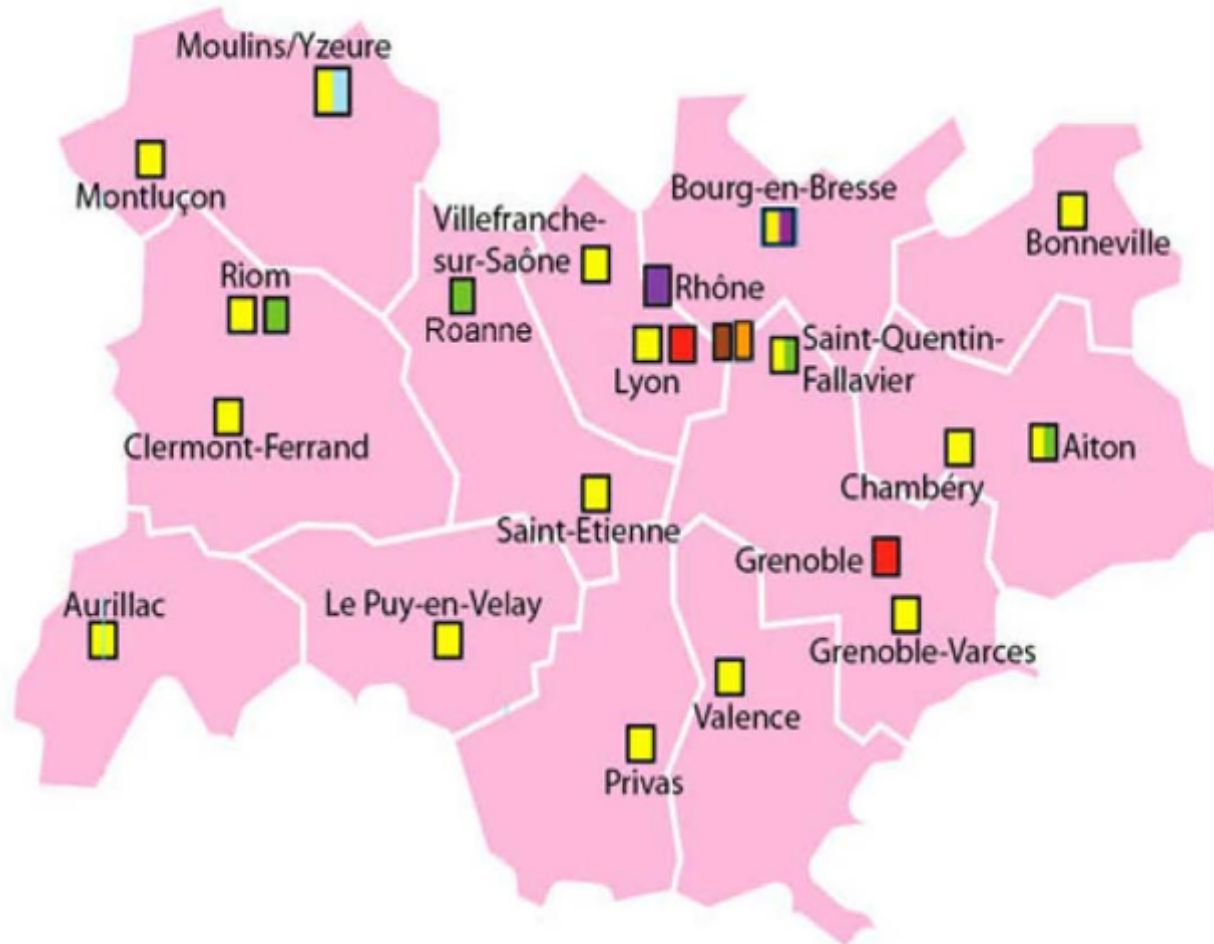 Moulins/Yzeure
Montluçon
Bourg-en-Bresse
Villefranche-
sur-Saône
Bonneville
Riom
Rhône
Roanne
Saint-Quentin-
Fallavier
Lyon
Clermont-Ferrand
Aiton
Chambéry
Saint-Etienne
Grenoble
Aurillac
Le Puy-en-Velay
Grenoble-Varces
Valence
Privas